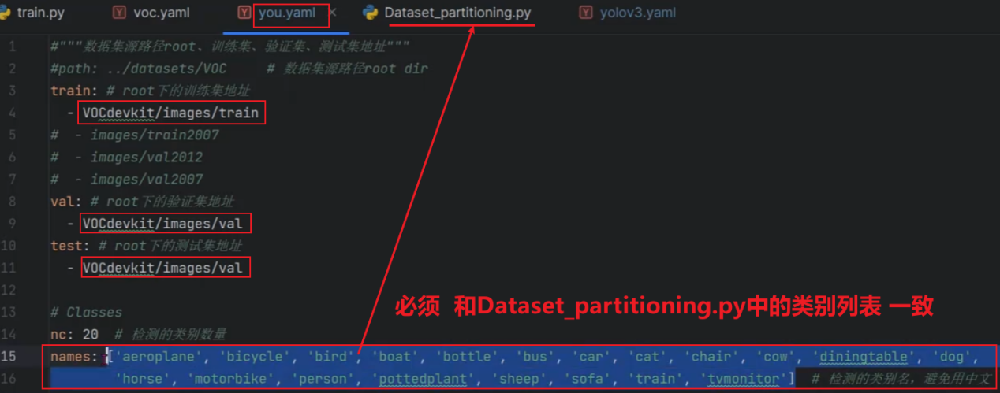 train.py voc.yaml you.yaml × Dataset_partitioning.py yolov3.yaml
1 #"""数据集源路径root、训练集、验证集、测试集地址"""
2 #path: ../datasets/VOC # 数据集源路径root dir
3 train: # root下的训练集地址
4 - VOCdevkit/images/train
5 # - images/train2007
6 # - images/val2012
7 # - images/val2007
8 val: # root下的验证集地址
9 - VOCdevkit/images/val
10 test: # root下的测试集地址
11 - VOCdevkit/images/val
12
必须 和Dataset_partitioning.py中的类别列表 一致
13 # Classes
14 nc: 20 # 检测的类别数量
15 names: ['aeroplane', 'bicycle', 'bird', 'boat', 'bottle', 'bus', 'car', 'cat', 'chair', 'cow', 'diningtable', 'dog',
16 'horse', 'motorbike', 'person', 'pottedplant', 'sheep', 'sofa', 'train', 'tvmonitor'] # 检测的类别名，避免用中文